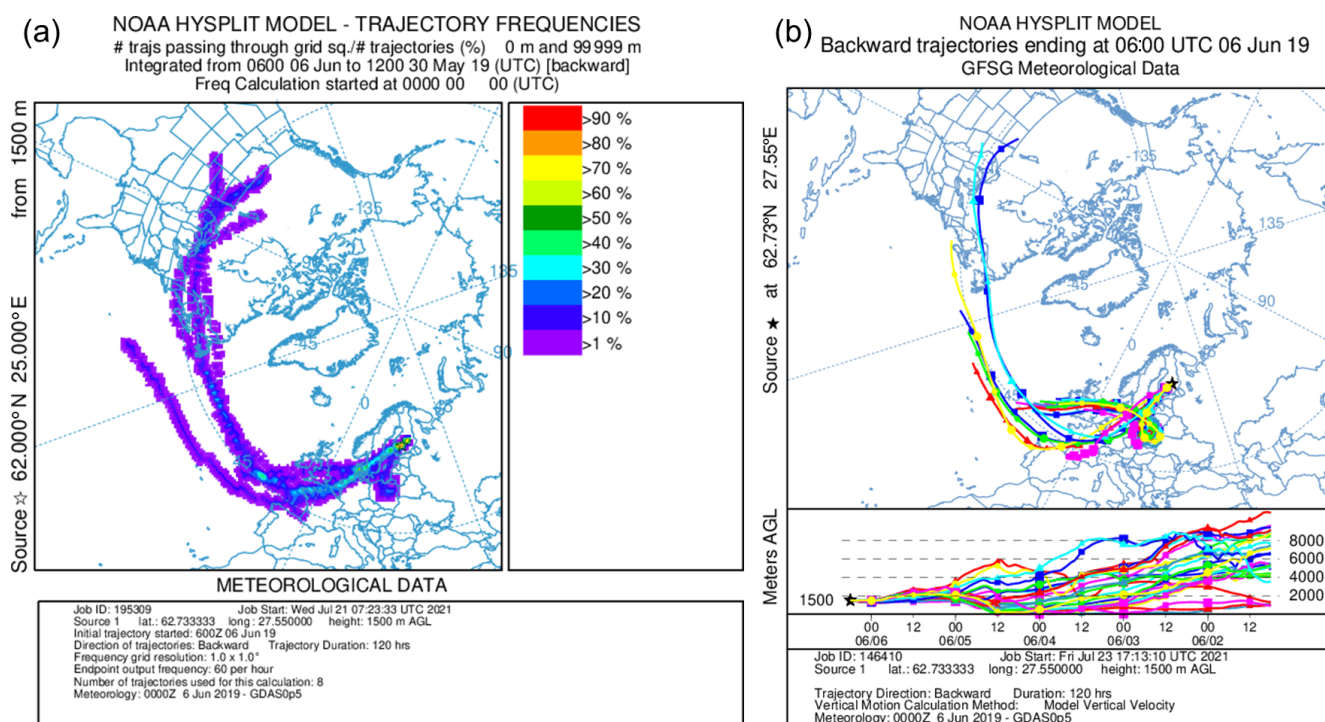 (a)
NOAA HYSPLIT MODEL - TRAJECTORY FREQUENCIES
# trajs passing through grid sq./# trajectories (%) 0 m and 99999 m
Integrated from 0600 06 Jun to 1200 30 May 19 (UTC) [backward]
Freq Calculation started at 0000 00 00 (UTC)
Source ☆ 62.000° N 25.000° E from 1500 m
135
135
90
45
0
45
>90 %
>80 %
>70 %
>60 %
>50 %
>40 %
>30 %
>20 %
>10 %
>1 %
METEOROLOGICAL DATA
Job ID: 195309 Job Start: Wed Jul 21 07:23:33 UTC 2021
Source 1 lat.: 62.733333 long : 27.550000 height: 1500 m AGL
Initial trajectory started: 600Z 06 Jun 19
Direction of trajectories: Backward Trajectory Duration: 120 hrs
Frequency grid resolution: 1.0 x 1.0°
Endpoint output frequency: 60 per hour
Number of trajectories used for this calculation: 8
Meteorology: 0000Z 6 Jun 2019 - GDAS0p5
(b)
NOAA HYSPLIT MODEL
Backward trajectories ending at 06:00 UTC 06 Jun 19
GFSG Meteorological Data
Source ★ at 62.73°N 27.55°E
135
135
90
45
0
45
Meters AGL
1500
8000
6000
4000
2000
00 12 00 12 00 12 00 12 00 12
06/06 06/05 06/04 06/03 06/02
Job ID: 146410 Job Start: Fri Jul 23 17:13:10 UTC 2021
Source 1 lat.: 62.733333 long: 27.550000 height: 1500 m AGL
Trajectory Direction: Backward Duration: 120 hrs
Vertical Motion Calculation Method: Model Vertical Velocity
Meteorology: 0000Z 6 Jun 2019 - GDAS0p5